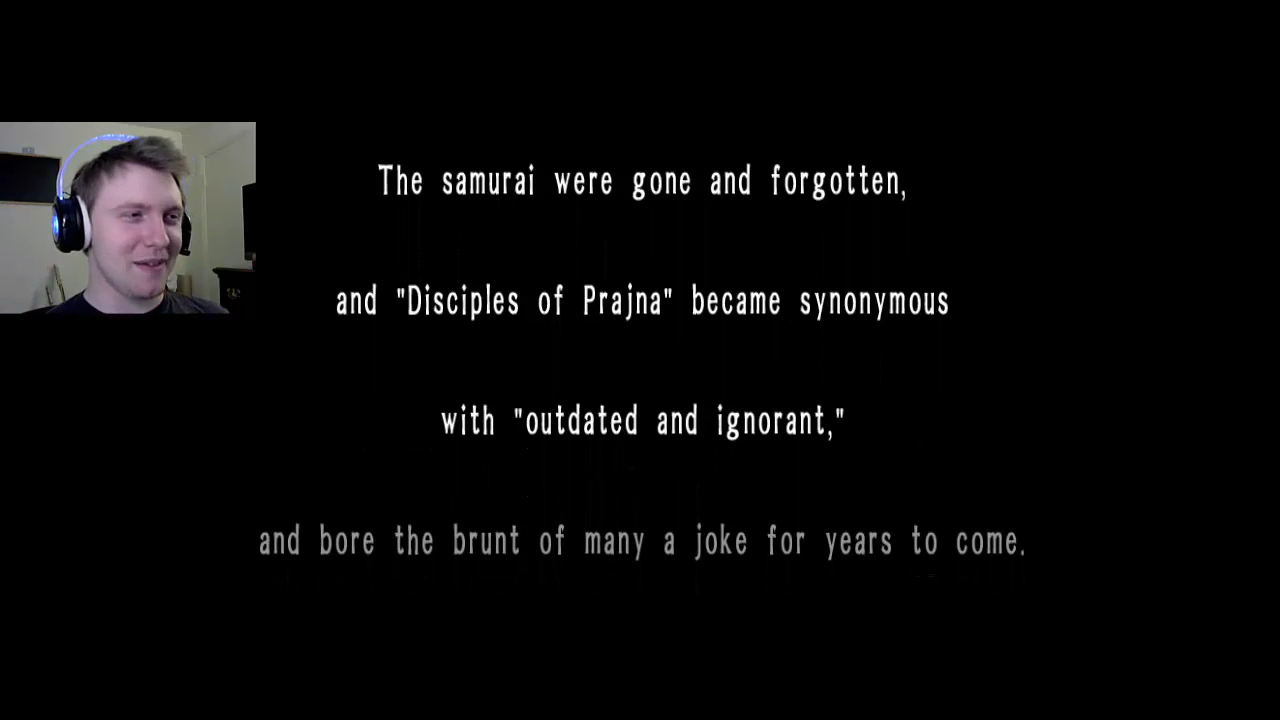 The samurai were gone and forgotten,
and "Disciples of Prajna" became synonymous
with "outdated and ignorant,"
and bore the brunt of many a joke for years to come.